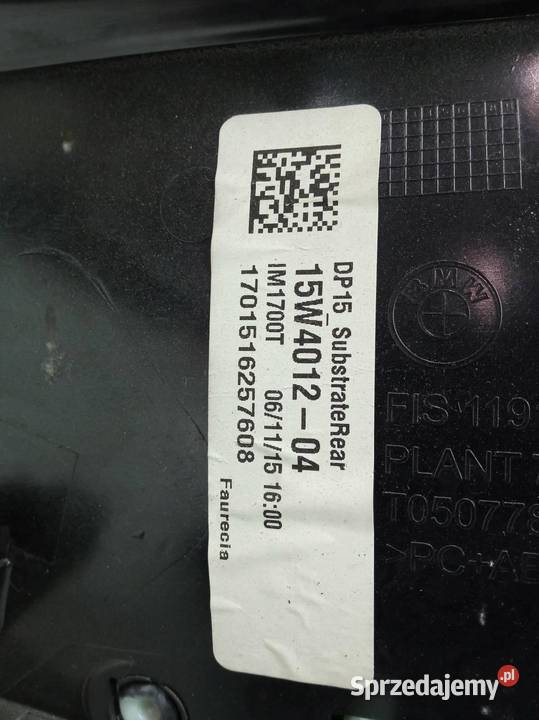 DP15_SubstrateRear
15W4012-04
IM1700T 06/11/15 16:00
1701516257608
Faurecia
BMW
FIS 119
PLANT
T050778
>PC+AB
Sprzedajemy.pl